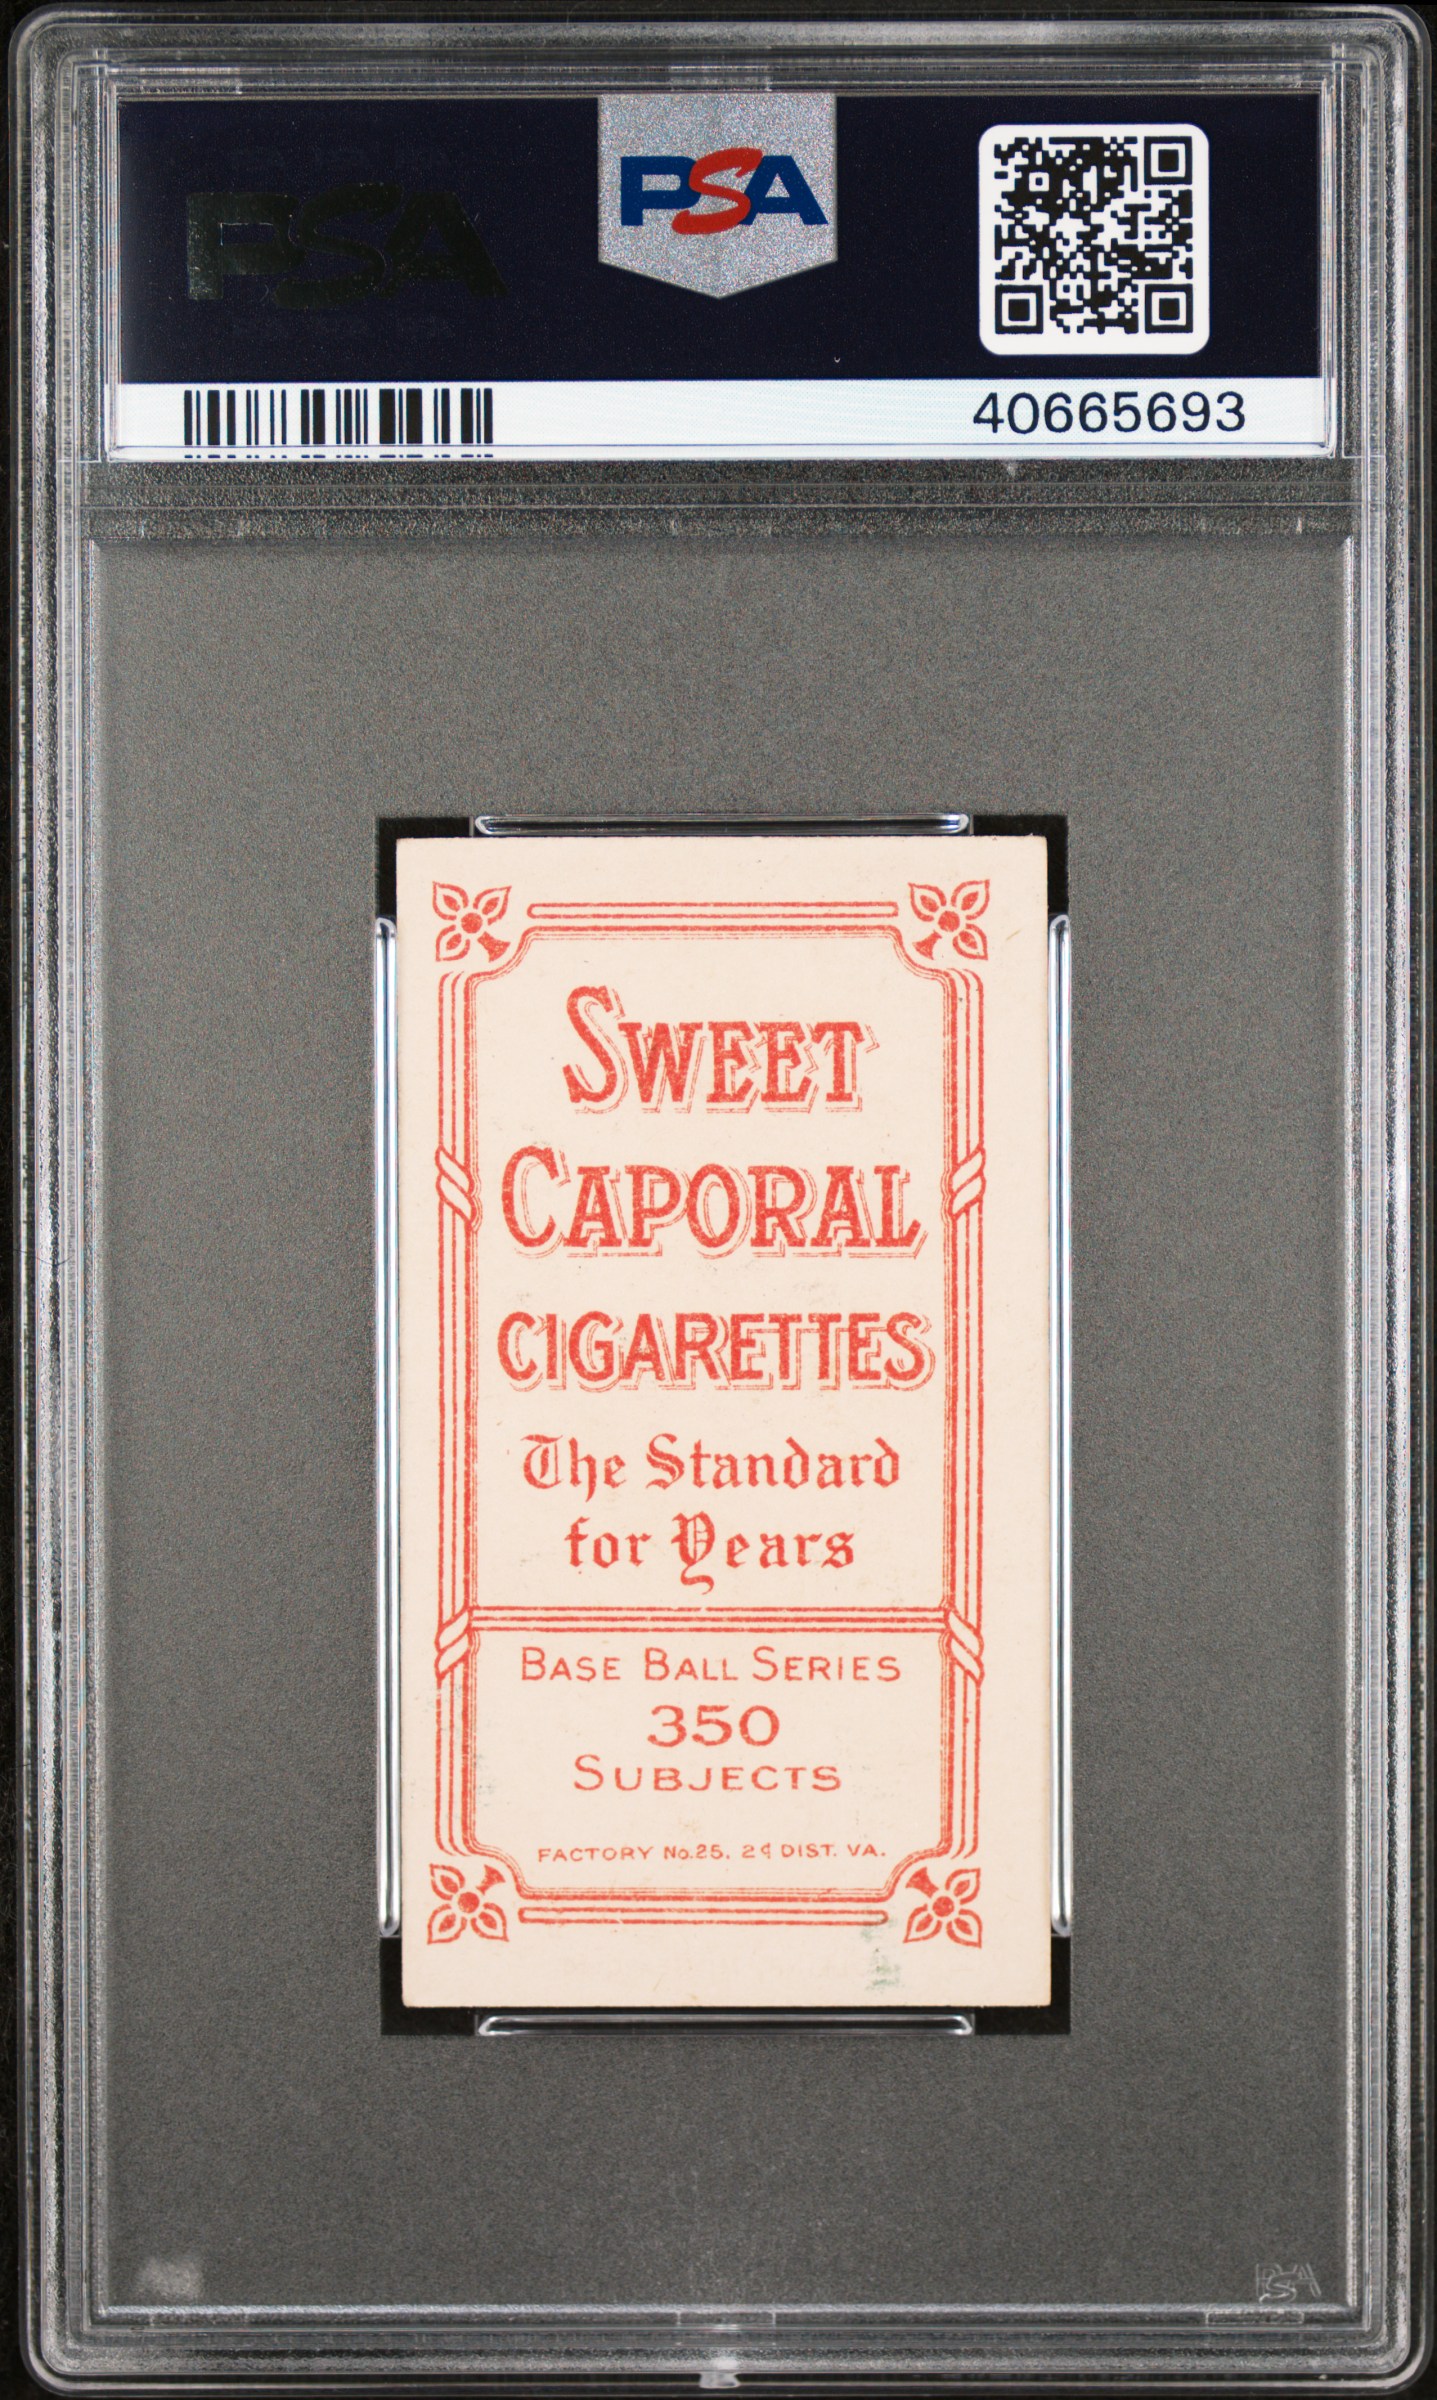 PSA
PSA
40665693
SWEET
CAPORAL
CIGARETTES
The Standard
for Years
BASE BALL SERIES
350
SUBJECTS
FACTORY No. 25, 2d DIST. VA.
PSA